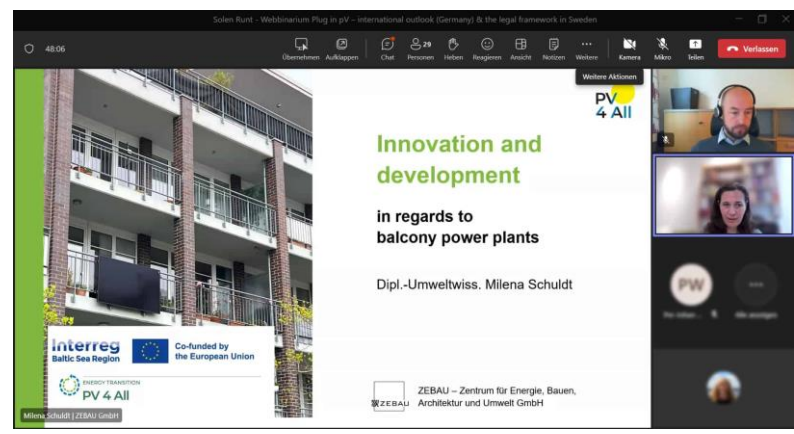 Solen Runt - Webbinarium Plug in pV – international outlook (Germany) & the legal framework in Sweden
48:06
Übernehmen
Aufklappen
Chat
29
Personen
Heben
Reagieren
Ansicht
Notizen
Weitere
Kamera
Mikro
Teilen
Verlassen
Weitere Aktionen
PV
4 All
Innovation and
development
in regards to
balcony power plants
Dipl.-Umweltwiss. Milena Schuldt
Interreg
Baltic Sea Region
Co-funded by
the European Union
ENERGY TRANSITION
PV 4 All
ZEBAU
ZEBAU – Zentrum für Energie, Bauen,
Architektur und Umwelt GmbH
Milena Schuldt | ZEBAU GmbH
PW
Alle anzeigen